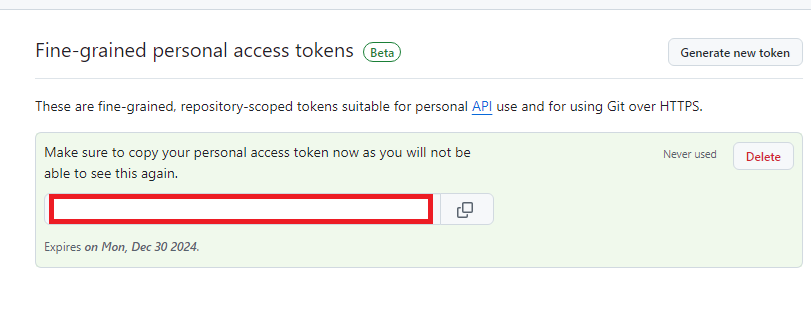 Fine-grained personal access tokens Beta
Generate new token
These are fine-grained, repository-scoped tokens suitable for personal API use and for using Git over HTTPS.
Make sure to copy your personal access token now as you will not be
able to see this again.
Never used
Delete
Expires on Mon, Dec 30 2024.